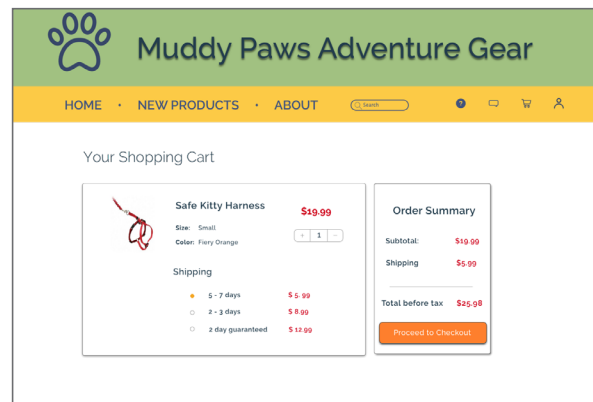 Muddy Paws Adventure Gear
HOME • NEW PRODUCTS • ABOUT Search ?
Your Shopping Cart
Safe Kitty Harness $19.99
Size: Small
Color: Fiery Orange
+ 1 -
Shipping
5 - 7 days $ 5. 99
2 - 3 days $ 8.99
2 day guaranteed $ 12.99
Order Summary
Subtotal: $19.99
Shipping $5.99
Total before tax $25.98
Proceed to Checkout